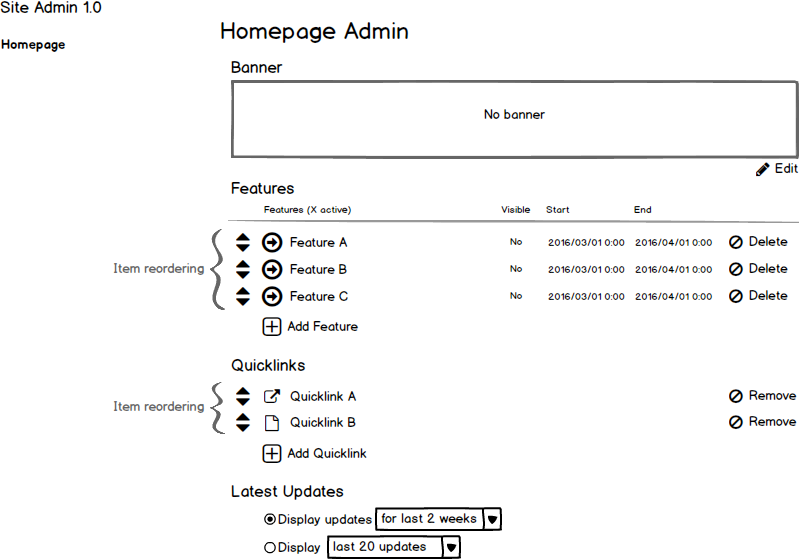 Site Admin 1.0
Homepage
Homepage Admin
Banner
No banner
Edit
Features
Features (X active) Visible Start End
Feature A No 2016/03/01 0:00 2016/04/01 0:00 Delete
Item reordering Feature B No 2016/03/01 0:00 2016/04/01 0:00 Delete
Feature C No 2016/03/01 0:00 2016/04/01 0:00 Delete
Add Feature
Quicklinks
Quicklink A Remove
Item reordering
Quicklink B Remove
Add Quicklink
Latest Updates
Display updates for last 2 weeks
Display last 20 updates